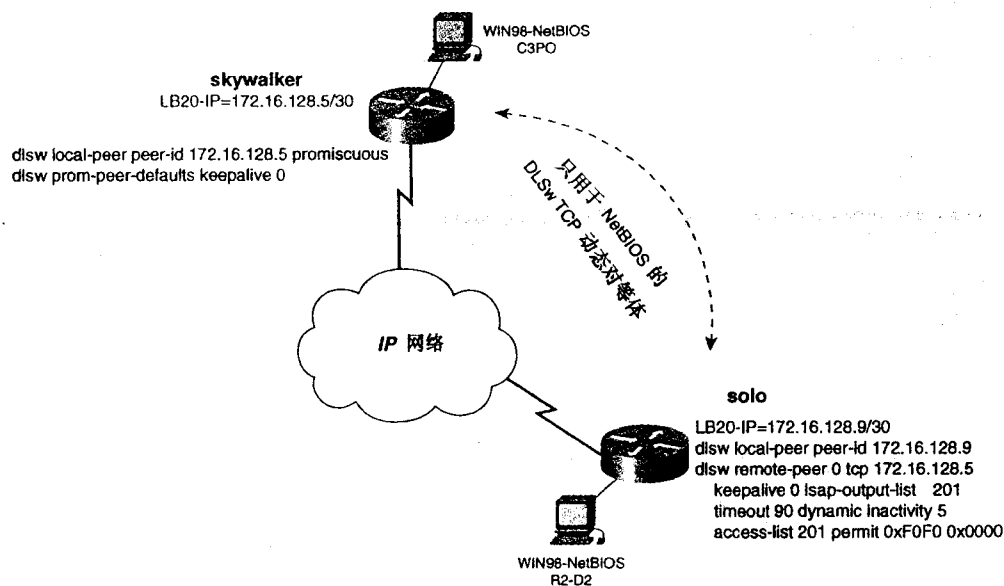 WIN98-NetBIOS
C3PO
skywalker
LB20-IP=172.16.128.5/30
dlsw local-peer peer-id 172.16.128.5 promiscuous
dlsw prom-peer-defaults keepalive 0
只用于 NetBIOS 的
DLSw TCP 动态对等体
IP 网络
solo
LB20-IP=172.16.128.9/30
dlsw local-peer peer-id 172.16.128.9
dlsw remote-peer 0 tcp 172.16.128.5
keepalive 0 lsap-output-list 201
timeout 90 dynamic inactivity 5
access-list 201 permit 0xF0F0 0x0000
WIN98-NetBIOS
R2-D2